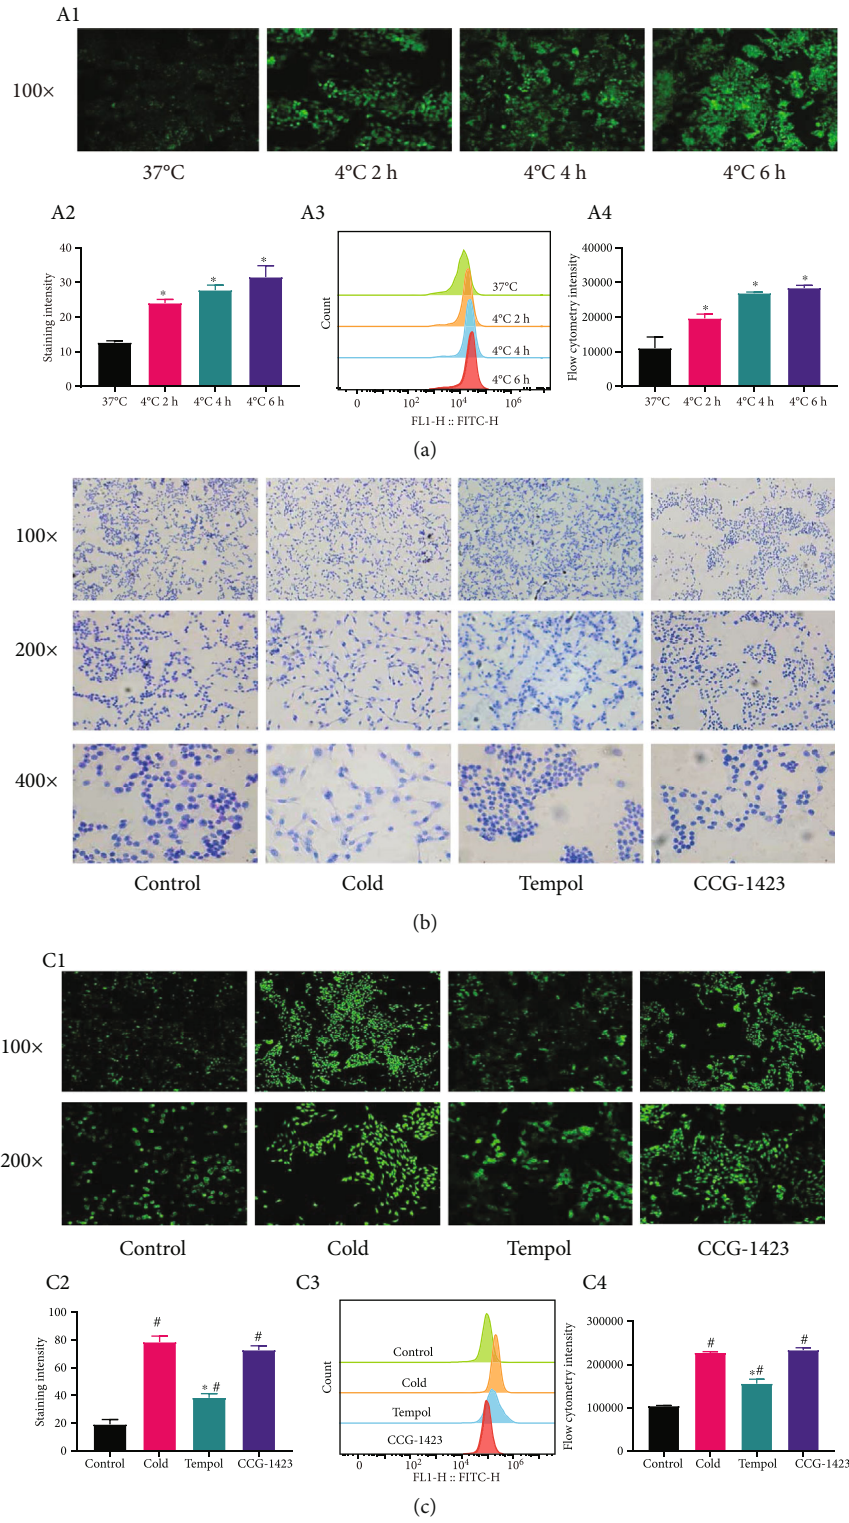 A1
100×
37°C 4°C 2 h 4°C 4 h 4°C 6 h
A2
Staining intensity
40
30
20
10
0
* * *
37°C 4°C 2 h 4°C 4 h 4°C 6 h
A3
Count
37°C
4°C 2 h
4°C 4 h
4°C 6 h
0 10² 10⁴ 10⁶
FL1-H :: FITC-H
A4
Flow cytometry intensity
40000
30000
20000
10000
0
* * *
37°C 4°C 2 h 4°C 4 h 4°C 6 h
(a)
100×
200×
400×
Control Cold Tempol CCG-1423
(b)
C1
100×
200×
Control Cold Tempol CCG-1423
C2
Staining intensity
100
80
60
40
20
0
# * # #
Control Cold Tempol CCG-1423
C3
Count
Control
Cold
Tempol
CCG-1423
0 10² 10⁴ 10⁶
FL1-H :: FITC-H
C4
Flow cytometry intensity
300000
200000
100000
0
# *# #
Control Cold Tempol CCG-1423
(c)